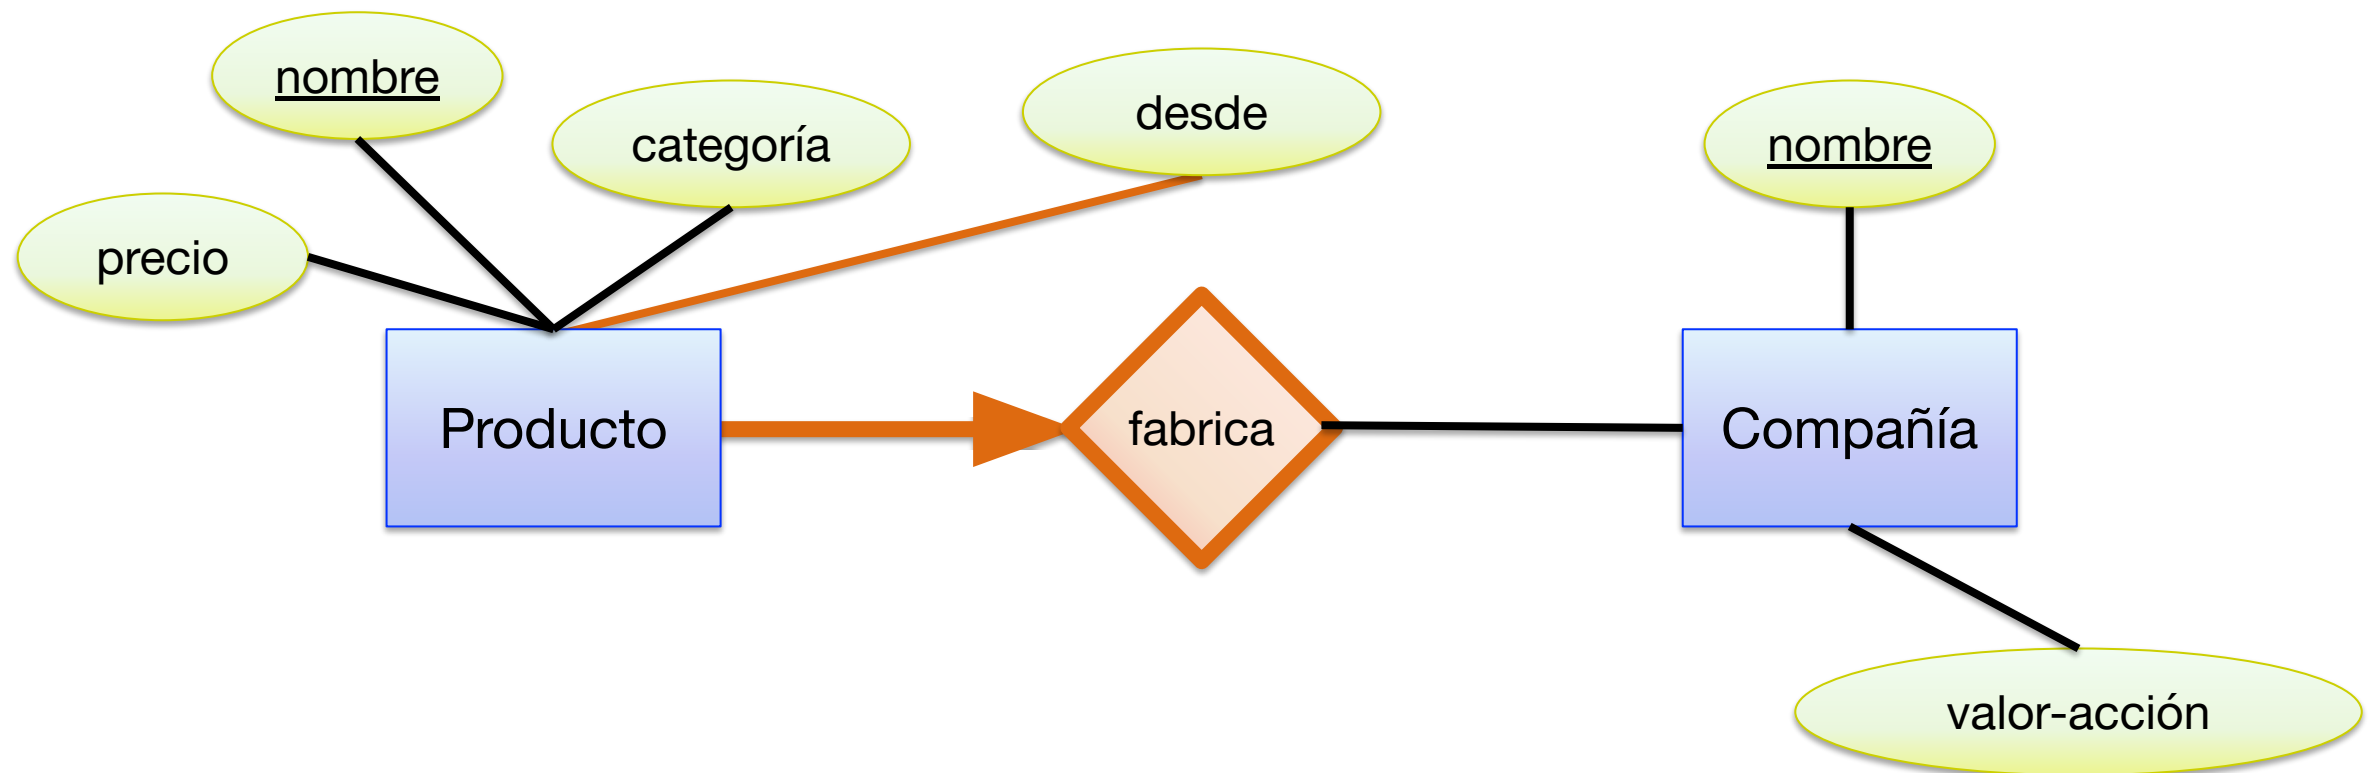 nombre
categoría
desde
nombre
precio
Producto
fabrica
Compañía
valor-acción